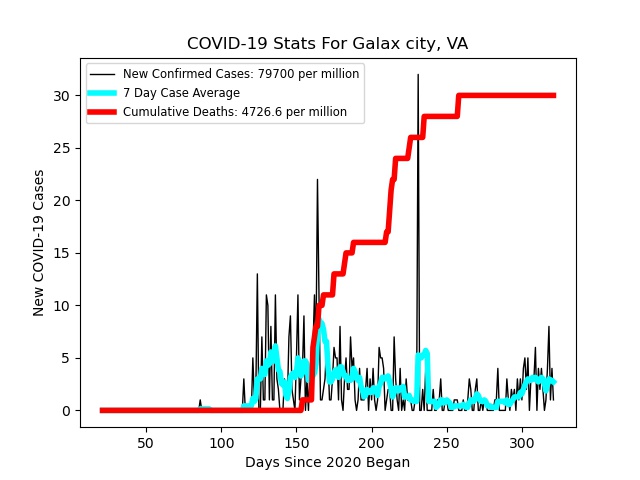 COVID-19 Stats For Galax city, VA
New Confirmed Cases: 79700 per million
7 Day Case Average
Cumulative Deaths: 4726.6 per million
New COVID-19 Cases
30
25
20
15
10
5
0
50 100 150 200 250 300
Days Since 2020 Began